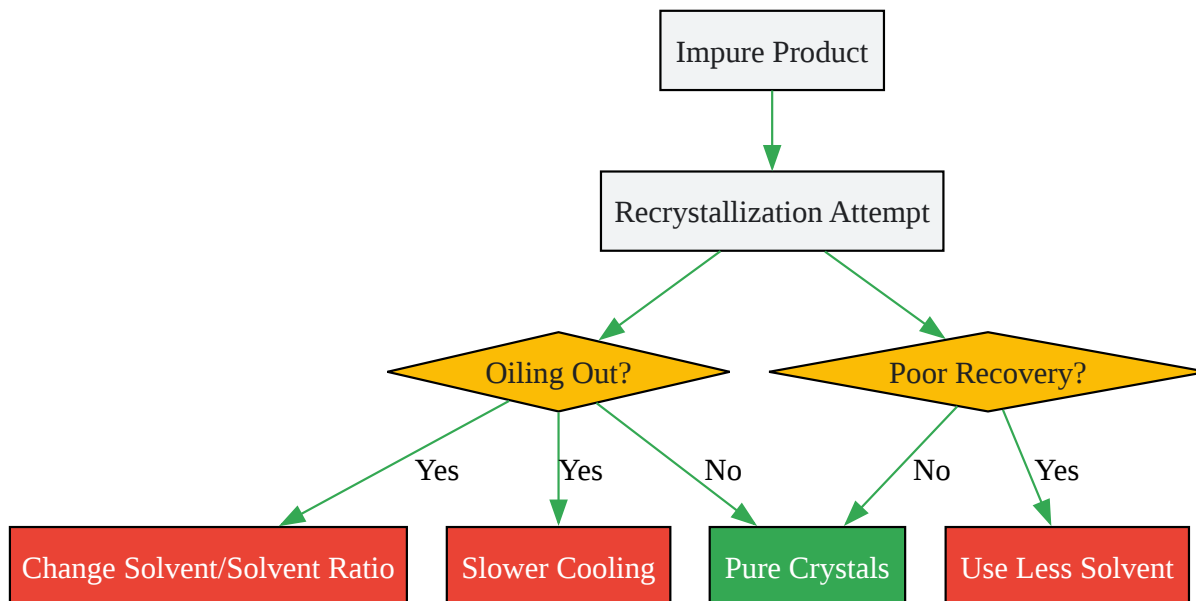 Impure Product
Recrystallization Attempt
Oiling Out?
Poor Recovery?
Yes
Yes
No
No
Yes
Change Solvent/Solvent Ratio
Slower Cooling
Pure Crystals
Use Less Solvent